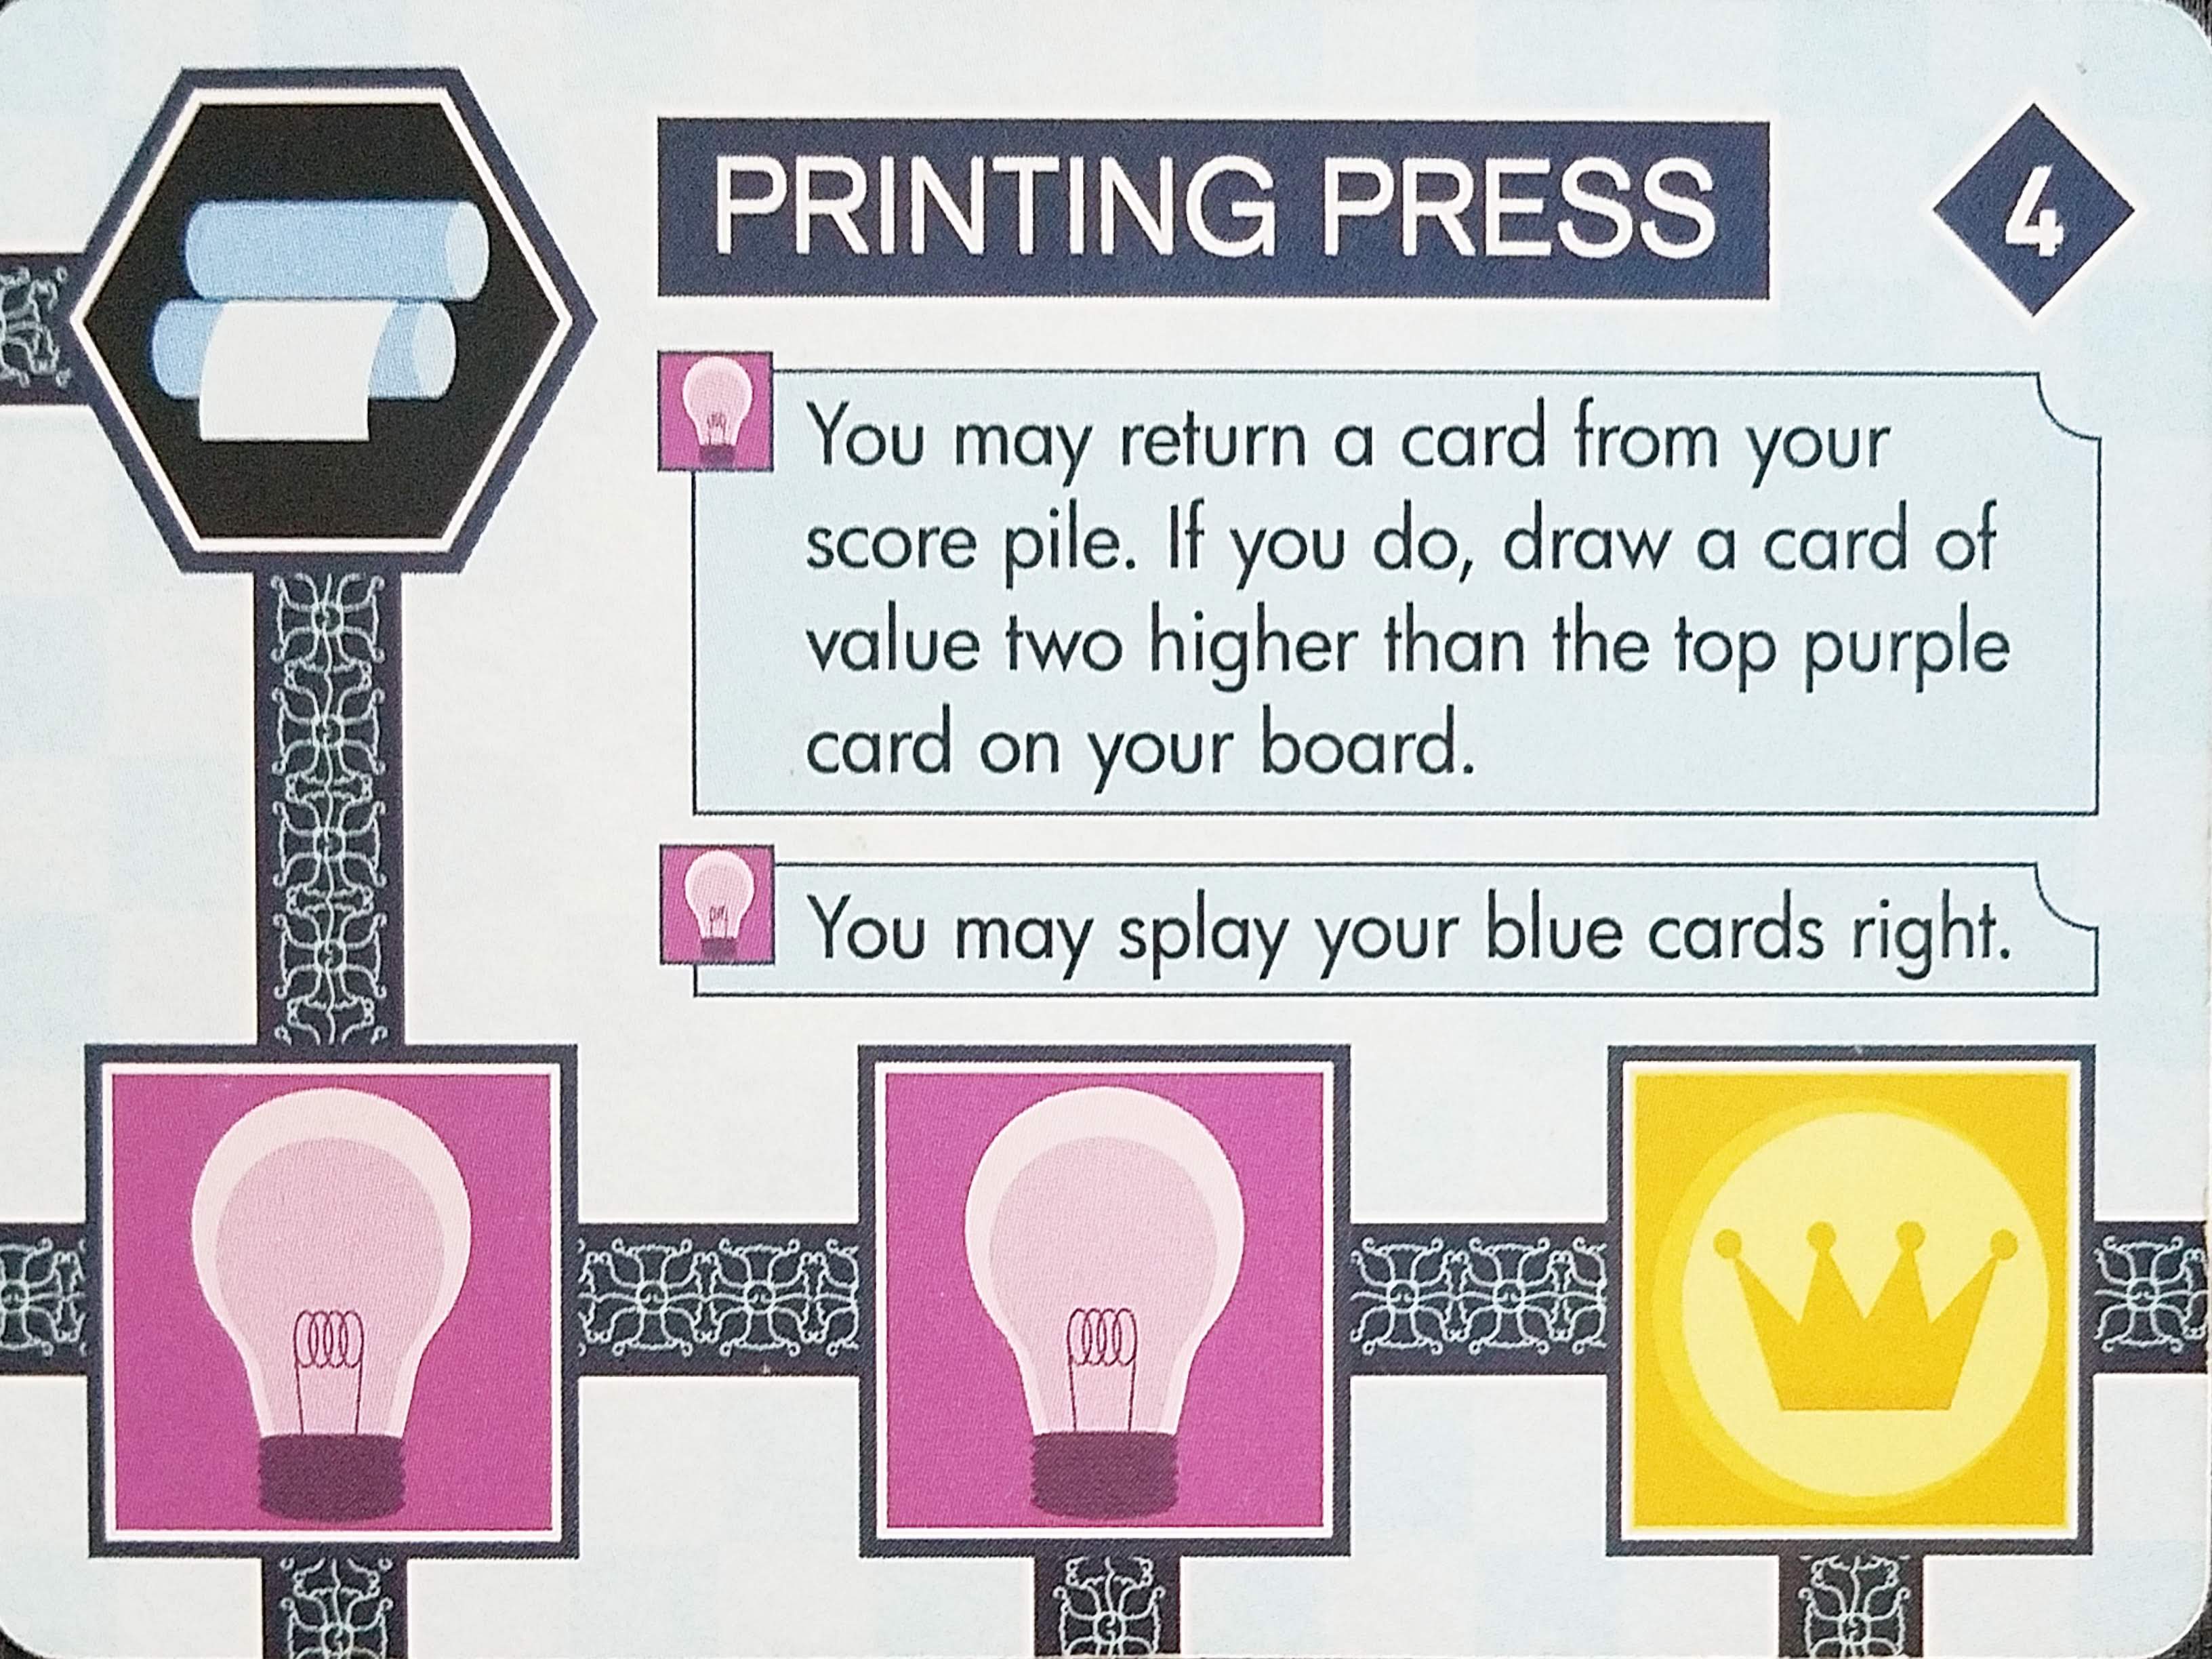 PRINTING PRESS
4
You may return a card from your
score pile. If you do, draw a card of
value two higher than the top purple
card on your board.
You may splay your blue cards right.